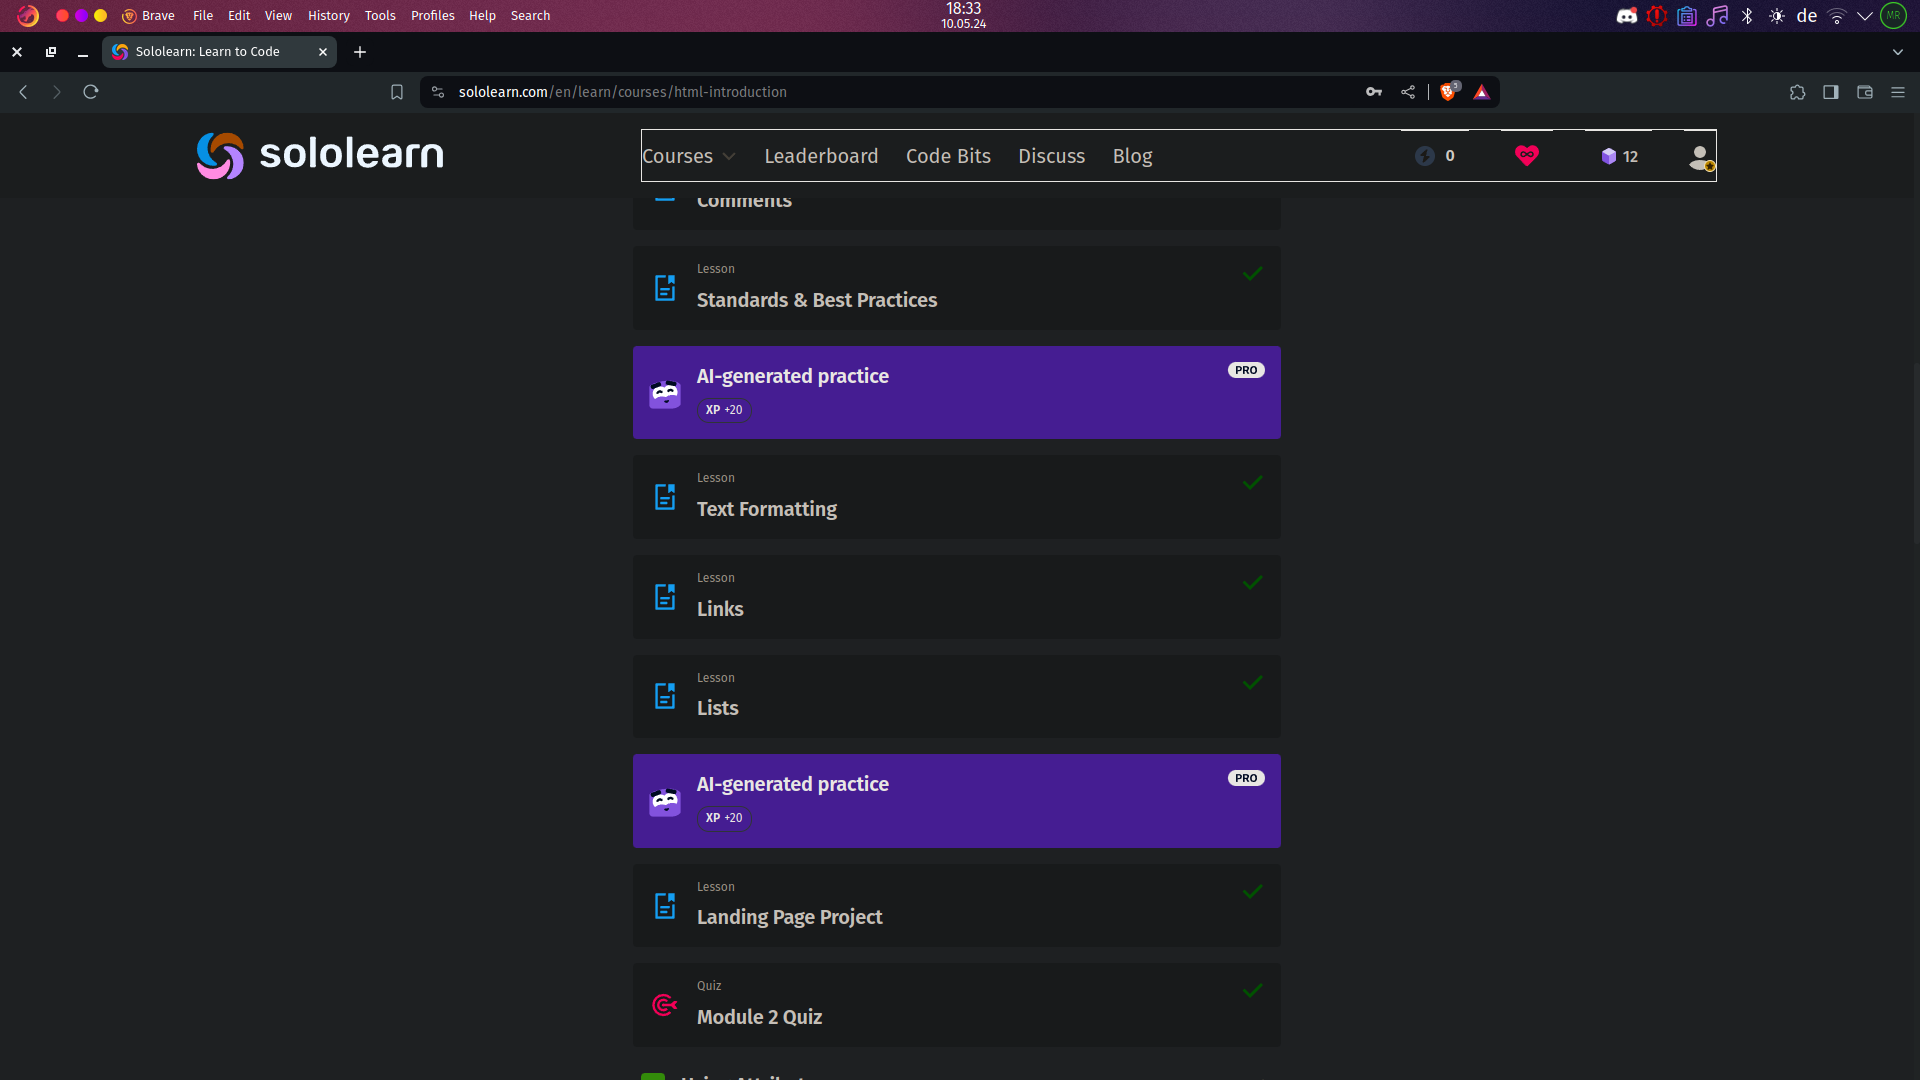 Brave File Edit View History Tools Profiles Help Search
18:33
10.05.24
de
MR
Sololearn: Learn to Code
sololearn.com/en/learn/courses/html-introduction
sololearn
Courses Leaderboard Code Bits Discuss Blog
0
12
Comments
Lesson
Standards & Best Practices
AI-generated practice
PRO
XP +20
Lesson
Text Formatting
Lesson
Links
Lesson
Lists
AI-generated practice
PRO
XP +20
Lesson
Landing Page Project
Quiz
Module 2 Quiz